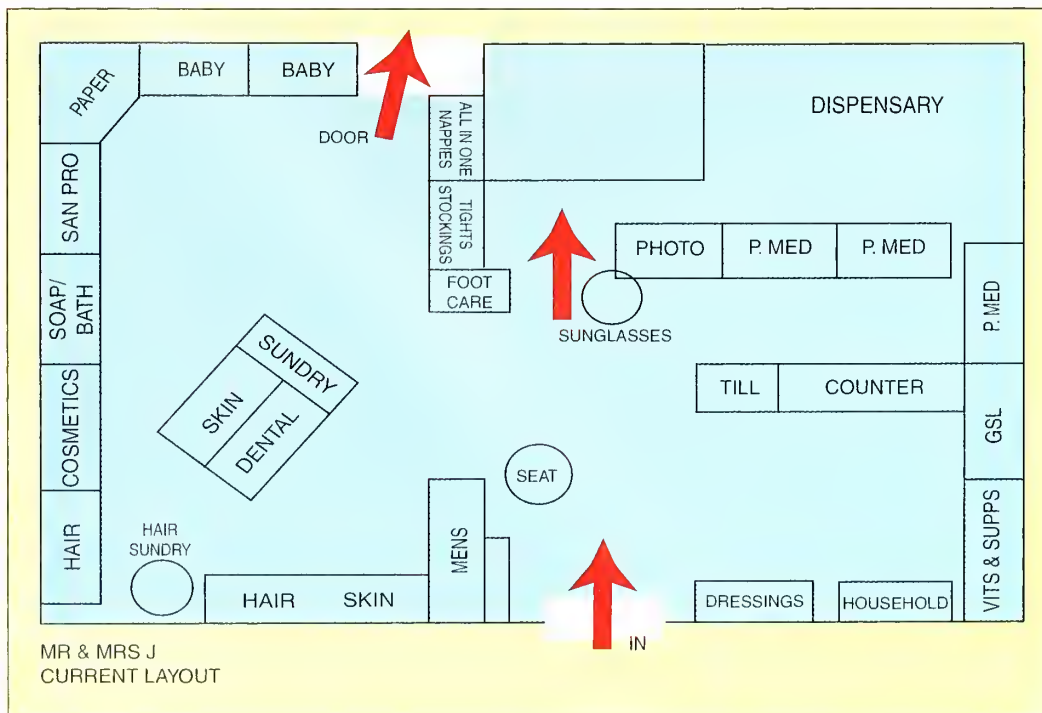 PAPER
BABY
BABY
DOOR
ALL IN ONE
NAPPIES
DISPENSARY
SAN PRO
TIGHTS
STOCKINGS
PHOTO
P. MED
P. MED
FOOT
CARE
SUNGLASSES
P. MED
SOAP/
BATH
SUNDRY
SKIN
DENTAL
TILL
COUNTER
GSL
COSMETICS
SEAT
HAIR
HAIR
SUNDRY
MENS
VITS & SUPPS
HAIR SKIN
DRESSINGS
HOUSEHOLD
IN
MR & MRS J
CURRENT LAYOUT